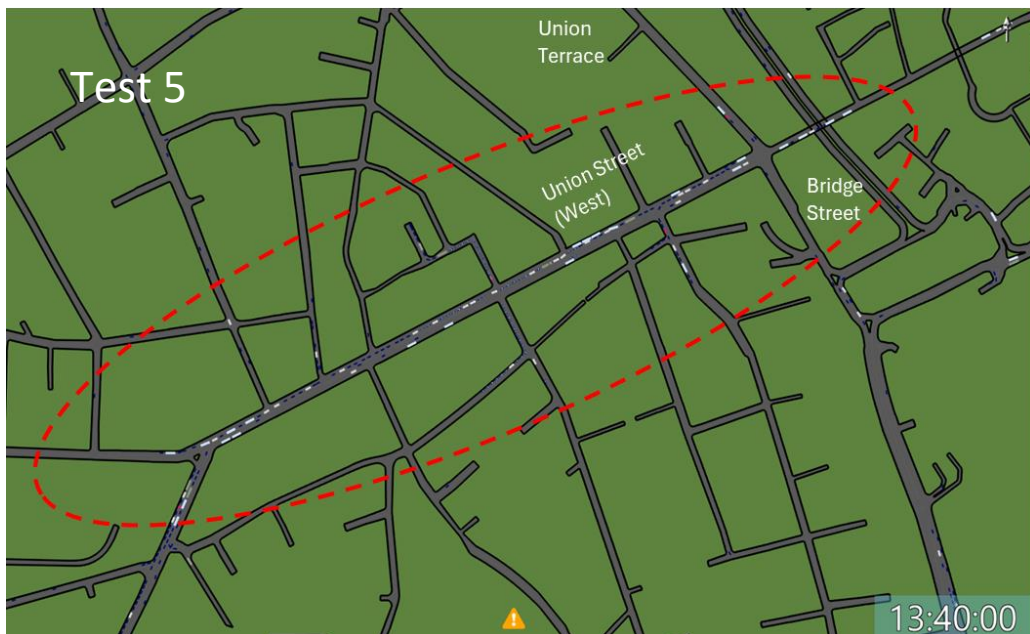 Union
Terrace
Test 5
Union Street
(West)
Bridge
Street
13:40:00